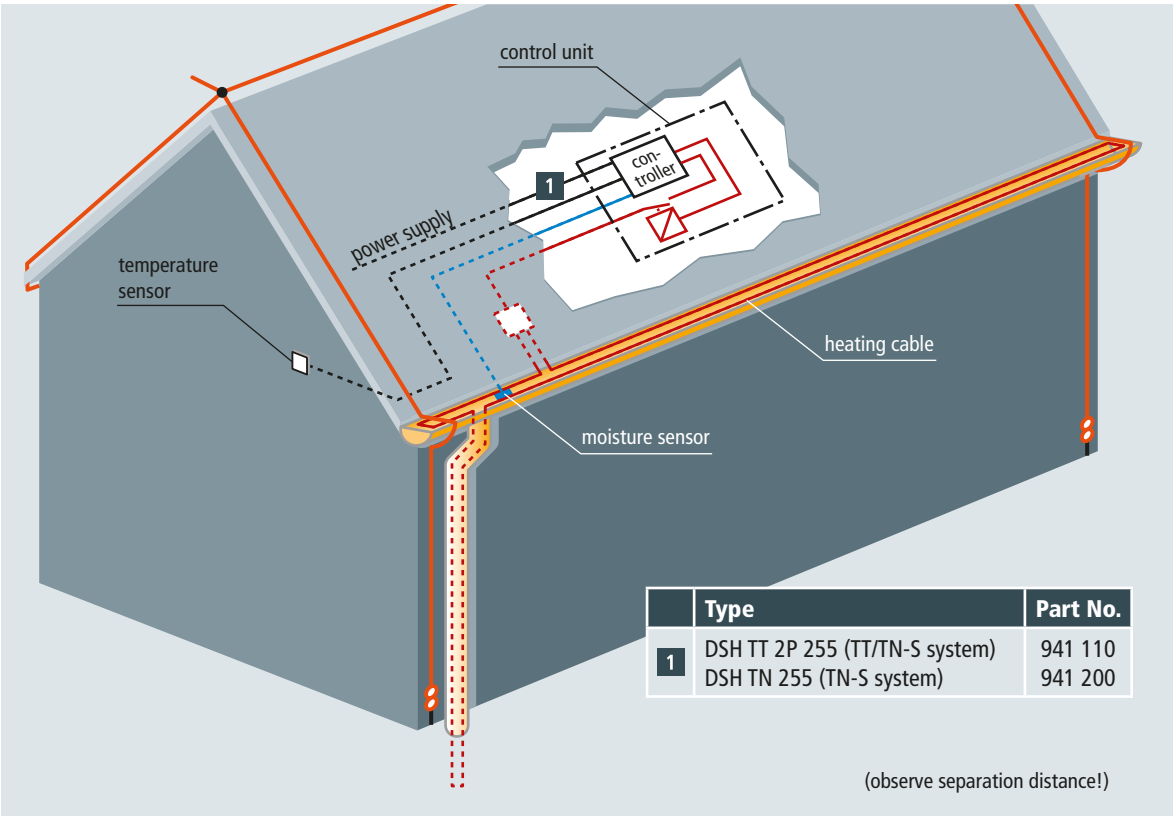 control unit
con-
troller
1
power supply
temperature
sensor
heating cable
moisture sensor
Type Part No.
1 DSH TT 2P 255 (TT/TN-S system) 941 110
DSH TN 255 (TN-S system) 941 200
(observe separation distance!)